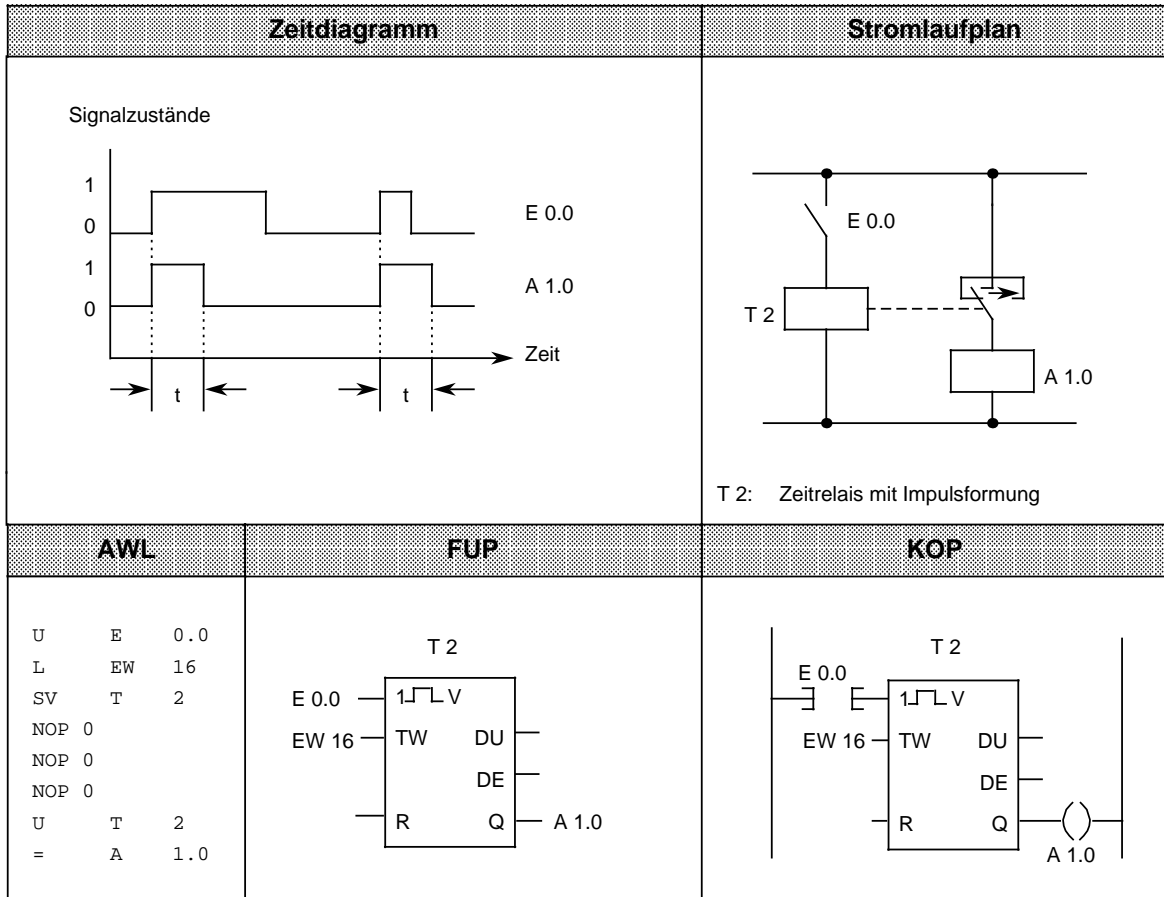 Zeitdiagramm
Stromlaufplan
Signalzustände
1
0
E 0.0
1
0
A 1.0
Zeit
t
t
E 0.0
T 2
A 1.0
T 2: Zeitrelais mit Impulsformung
AWL
FUP
KOP
U E 0.0
L EW 16
SV T 2
NOP 0
NOP 0
NOP 0
U T 2
= A 1.0
T 2
E 0.0
1 V
EW 16
TW
DU
DE
R
Q
A 1.0
T 2
E 0.0
1 V
EW 16
TW
DU
DE
R
Q
A 1.0